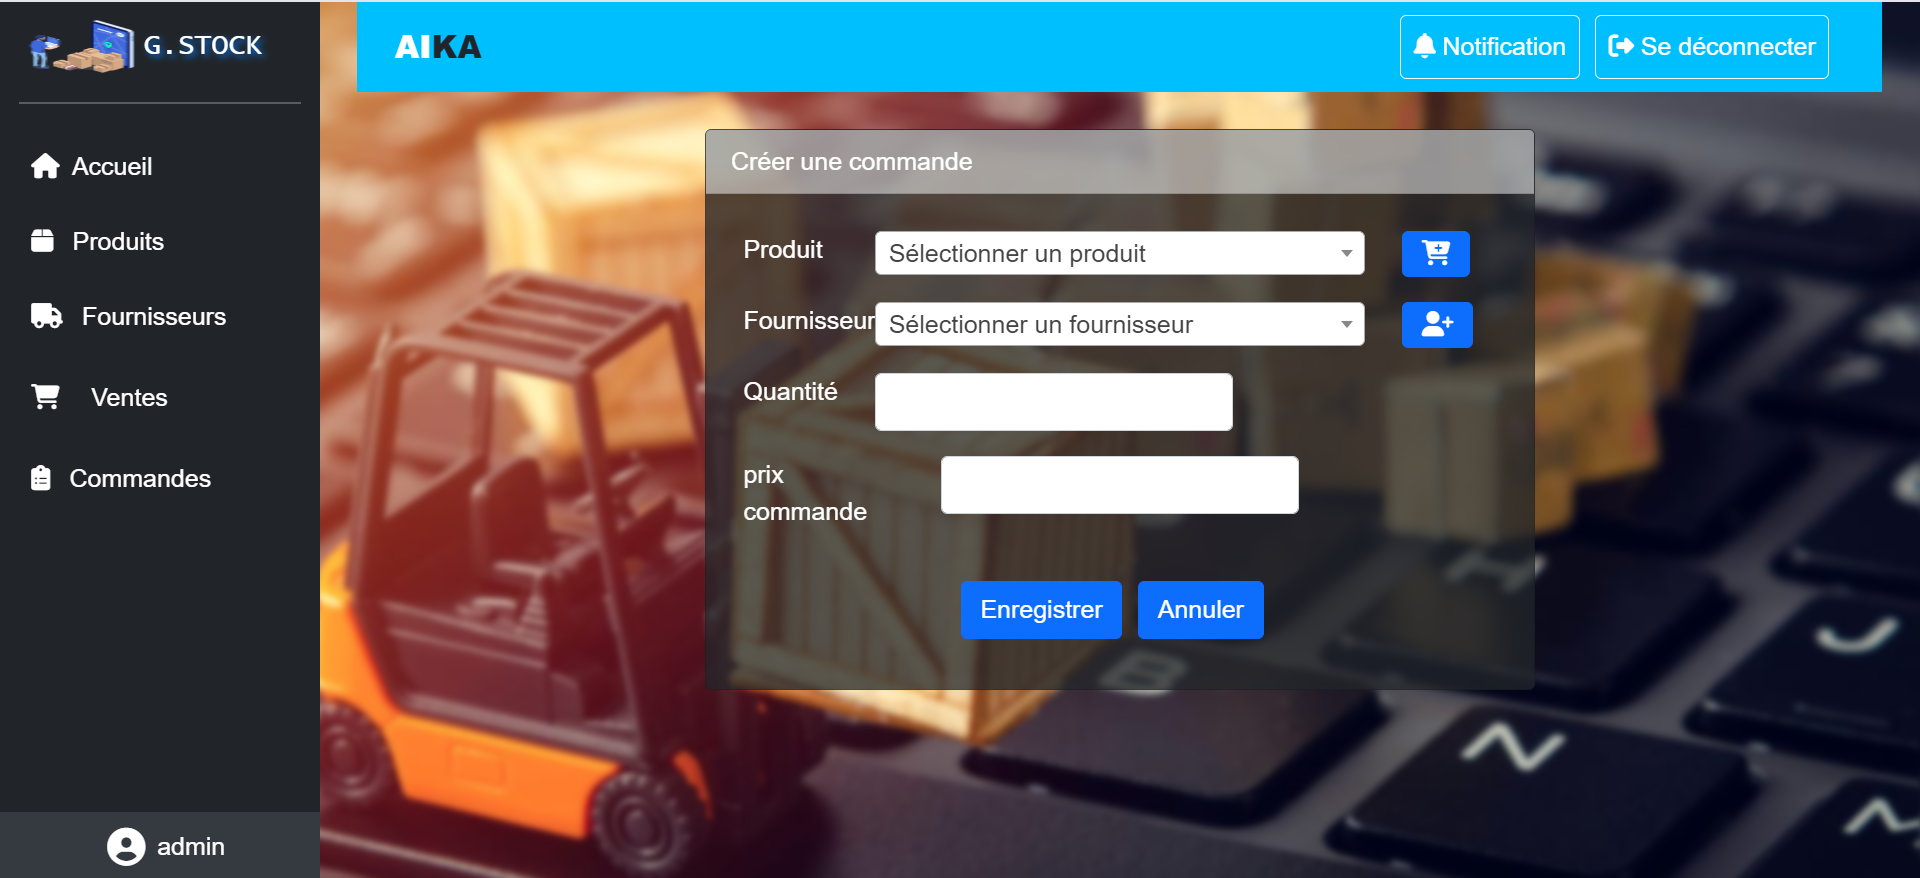 G.STOCK
AIKA
Notification
Se déconnecter
Accueil
Produits
Fournisseurs
Ventes
Commandes
admin
Créer une commande
Produit
Sélectionner un produit
Fournisseur
Sélectionner un fournisseur
Quantité
prix
commande
Enregistrer
Annuler
B
H
J
N
M